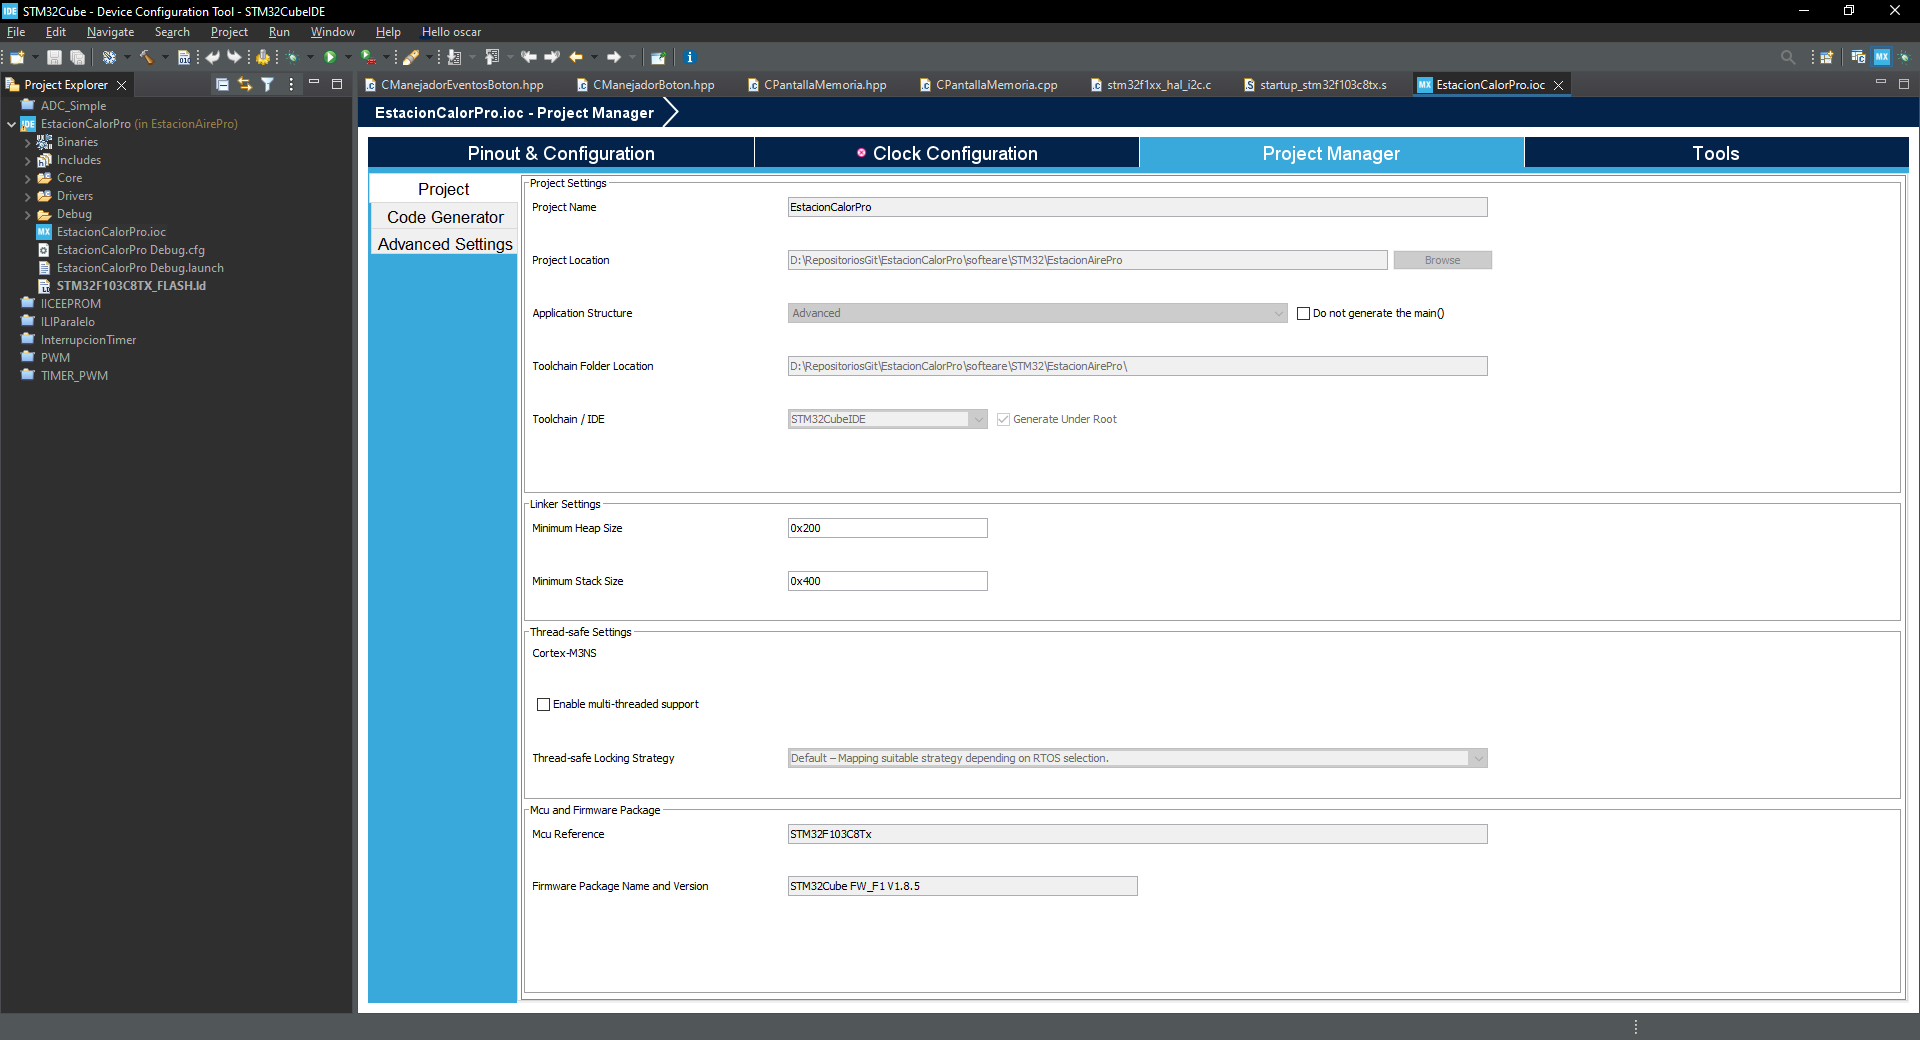 IDE STM32Cube - Device Configuration Tool - STM32CubeIDE
File Edit Navigate Search Project Run Window Help Hello oscar
Project Explorer
ADC_Simple
EstacionCalorPro (in EstacionAirePro)
Binaries
Includes
Core
Drivers
Debug
EstacionCalorPro.ioc
EstacionCalorPro Debug.cfg
EstacionCalorPro Debug.launch
STM32F103C8TX_FLASH.ld
IICEEPROM
ILIParalelo
InterrupcionTimer
PWM
TIMER_PWM
CManejadorEventosBoton.hpp CManejadorBoton.hpp CPantallaMemoria.hpp CPantallaMemoria.cpp stm32f1xx_hal_i2c.c startup_stm32f103c8tx.s MX EstacionCalorPro.ioc
EstacionCalorPro.ioc - Project Manager
Pinout & Configuration Clock Configuration Project Manager Tools
Project
Code Generator
Advanced Settings
Project Settings
Project Name EstacionCalorPro
Project Location D:\RepositoriosGit\EstacionCalorPro\softeare\STM32\EstacionAirePro Browse
Application Structure Advanced Do not generate the main()
Toolchain Folder Location D:\RepositoriosGit\EstacionCalorPro\softeare\STM32\EstacionAirePro\
Toolchain / IDE STM32CubeIDE Generate Under Root
Linker Settings
Minimum Heap Size 0x200
Minimum Stack Size 0x400
Thread-safe Settings
Cortex-M3NS
Enable multi-threaded support
Thread-safe Locking Strategy Default – Mapping suitable strategy depending on RTOS selection.
Mcu and Firmware Package
Mcu Reference STM32F103C8Tx
Firmware Package Name and Version STM32Cube FW_F1 V1.8.5